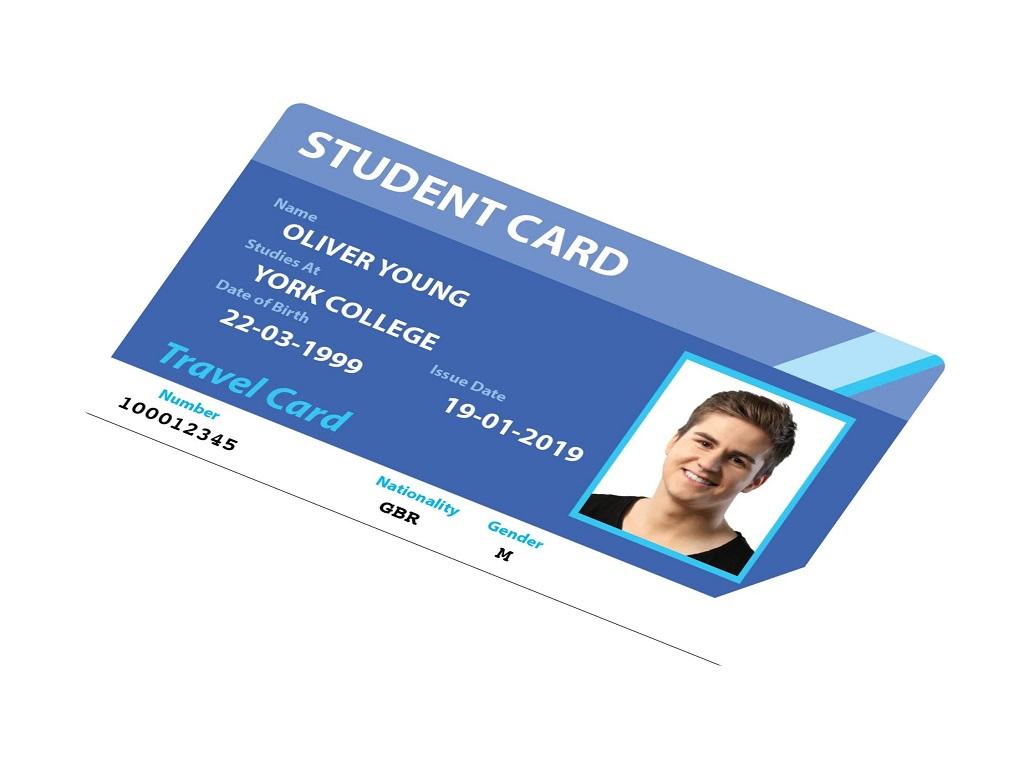 STUDENT CARD
Name
OLIVER YOUNG
Studies At
YORK COLLEGE
Date of Birth
22-03-1999
Issue Date
19-01-2019
Travel Card
Number
100012345
Nationality
GBR
Gender
M